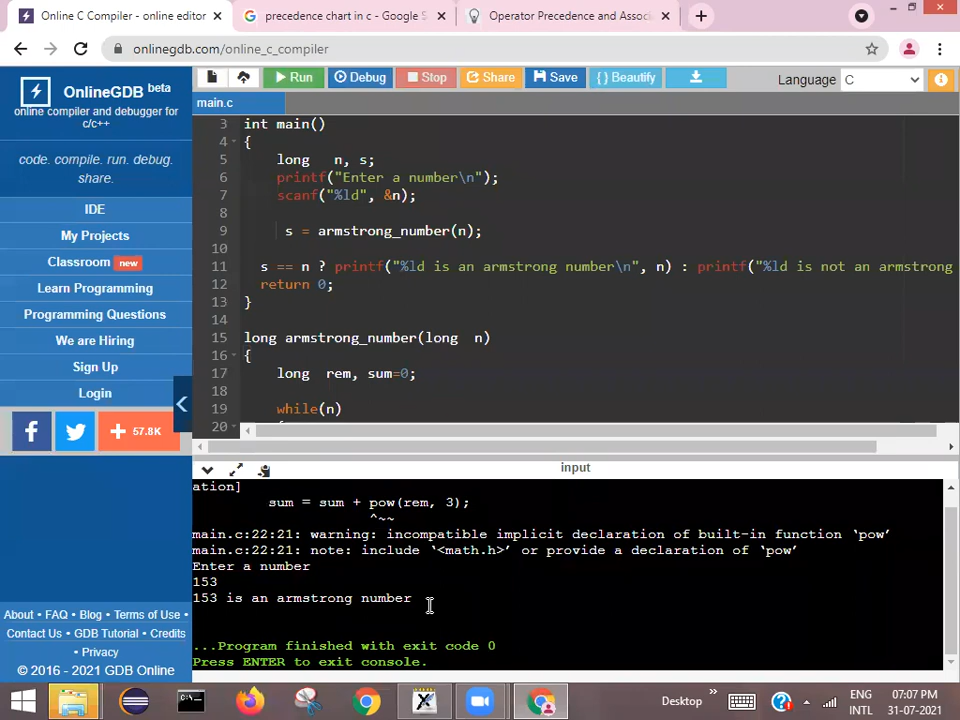 Online C Compiler - online editor
precedence chart in c - Google S
Operator Precedence and Assoc
onlinegdb.com/online_c_compiler
OnlineGDB beta
online compiler and debugger for
c/c++
code. compile. run. debug.
share.
IDE
My Projects
Classroom new
Learn Programming
Programming Questions
We are Hiring
Sign Up
Login
f
+ 57.8K
About • FAQ • Blog • Terms of Use •
Contact Us • GDB Tutorial • Credits
• Privacy
© 2016 - 2021 GDB Online
Run Debug Stop Share Save { } Beautify
Language C
main.c
3 int main()
4 {
5 long n, s;
6 printf("Enter a number\n");
7 scanf("%ld", &n);
8
9 s = armstrong_number(n);
10
11 s == n ? printf("%ld is an armstrong number\n", n) : printf("%ld is not an armstrong
12 return 0;
13 }
14
15 long armstrong_number(long n)
16 {
17 long rem, sum=0;
18
19 while(n)
20 {
input
ation]
sum = sum + pow(rem, 3);
^~~
main.c:22:21: warning: incompatible implicit declaration of built-in function ‘pow’
main.c:22:21: note: include ‘<math.h>’ or provide a declaration of ‘pow’
Enter a number
153
153 is an armstrong number
...Program finished with exit code 0
Press ENTER to exit console.
Desktop
ENG
INTL
07:07 PM
31-07-2021